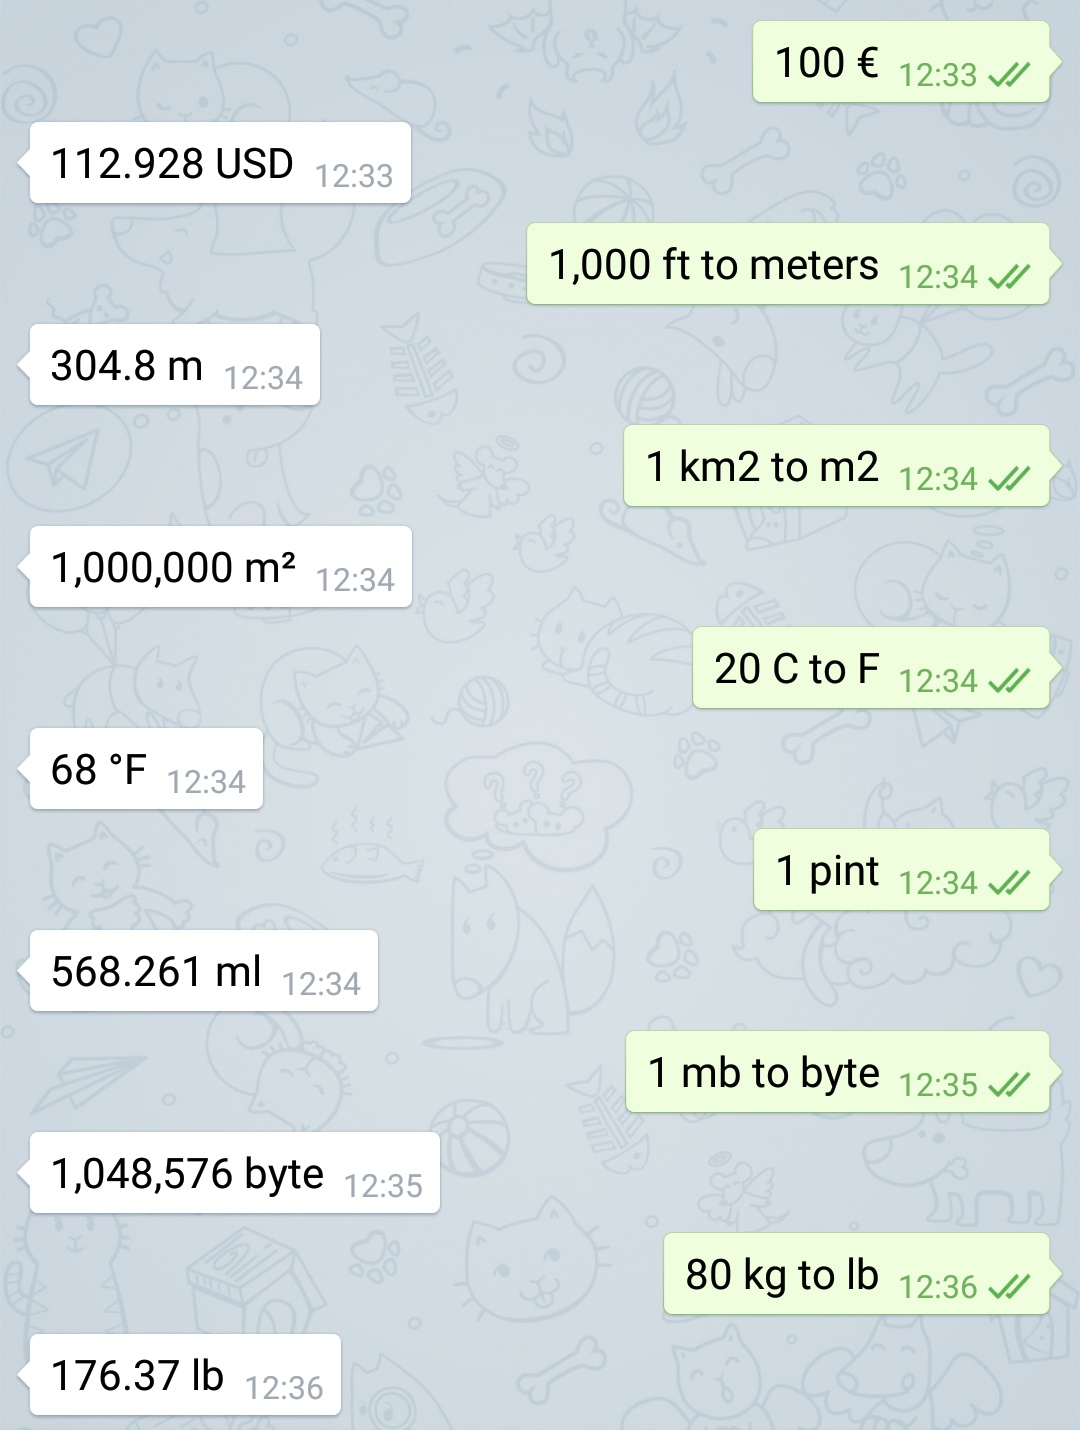 100 € 12:33
112.928 USD 12:33
1,000 ft to meters 12:34
304.8 m 12:34
1 km2 to m2 12:34
1,000,000 m² 12:34
20 C to F 12:34
68 °F 12:34
1 pint 12:34
568.261 ml 12:34
1 mb to byte 12:35
1,048,576 byte 12:35
80 kg to lb 12:36
176.37 lb 12:36